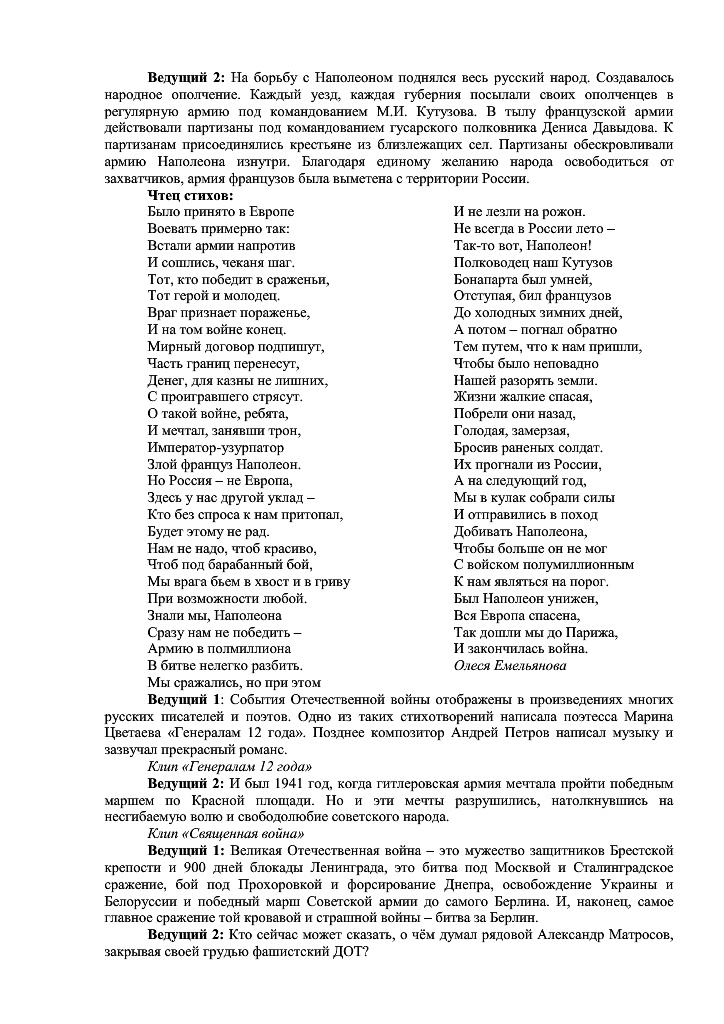 Ведущий 2: На борьбу с Наполеоном поднялся весь русский народ. Создавалось
народное ополчение. Каждый уезд, каждая губерния посылали своих ополченцев в
регулярную армию под командованием М.И. Кутузова. В тылу французской армии
действовали партизаны под командованием гусарского полковника Дениса Давыдова. К
партизанам присоединялись крестьяне из близлежащих сел. Партизаны обескровливали
армию Наполеона изнутри. Благодаря единому желанию народа освободиться от
захватчиков, армия французов была выметена с территории России.
Чтец стихов:
Было принято в Европе
Воевать примерно так:
Встали армии напротив
И сошлись, чеканя шаг.
Тот, кто победит в сраженьи,
Тот герой и молодец.
Враг признает пораженье,
И на том войне конец.
Мирный договор подпишут,
Часть границ перенесут,
Денег, для казны не лишних,
С проигравшего стрясут.
О такой войне, ребята,
И мечтал, занявши трон,
Император-узурпатор
Злой француз Наполеон.
Но Россия – не Европа,
Здесь у нас другой уклад –
Кто без спроса к нам притопал,
Будет этому не рад.
Нам не надо, чтоб красиво,
Чтоб под барабанный бой,
Мы врага бьем в хвост и в гриву
При возможности любой.
Знали мы, Наполеона
Сразу нам не победить –
Армию в полмиллиона
В битве нелегко разбить.
Мы сражались, но при этом
И не лезли на рожон.
Не всегда в России лето –
Так-то вот, Наполеон!
Полководец наш Кутузов
Бонапарта был умней,
Отступая, бил французов
До холодных зимних дней,
А потом – погнал обратно
Тем путем, что к нам пришли,
Чтобы было неповадно
Нашей разорять земли.
Жизни жалкие спасая,
Побрели они назад,
Голодая, замерзая,
Бросив раненых солдат.
Их прогнали из России,
А на следующий год,
Мы в кулак собрали силы
И отправились в поход
Добивать Наполеона,
Чтобы больше он не мог
С войском полумиллионным
К нам являться на порог.
Был Наполеон унижен,
Вся Европа спасена,
Так дошли мы до Парижа,
И закончилась война.
Олеся Емельянова
Ведущий 1: События Отечественной войны отображены в произведениях многих
русских писателей и поэтов. Одно из таких стихотворений написала поэтесса Марина
Цветаева «Генералам 12 года». Позднее композитор Андрей Петров написал музыку и
зазвучал прекрасный романс.
Клип «Генералам 12 года»
Ведущий 2: И был 1941 год, когда гитлеровская армия мечтала пройти победным
маршем по Красной площади. Но и эти мечты разрушились, натолкнувшись на
несгибаемую волю и свободолюбие советского народа.
Клип «Священная война»
Ведущий 1: Великая Отечественная война – это мужество защитников Брестской
крепости и 900 дней блокады Ленинграда, это битва под Москвой и Сталинградское
сражение, бой под Прохоровкой и форсирование Днепра, освобождение Украины и
Белоруссии и победный марш Советской армии до самого Берлина. И, наконец, самое
главное сражение той кровавой и страшной войны – битва за Берлин.
Ведущий 2: Кто сейчас может сказать, о чём думал рядовой Александр Матросов,
закрывая своей грудью фашистский ДОТ?